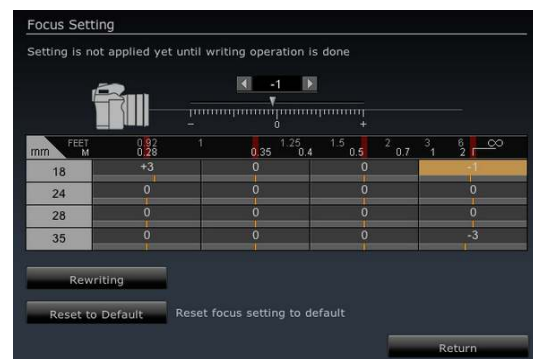 Focus Setting
Setting is not applied yet until writing operation is done
-1
- 0 +
FEET 0.92 1 1.25 1.5 2 3 6 ∞
mm M 0.28 0.35 0.4 0.5 0.7 1 2
18 +3 0 0 -1
24 0 0 0 0
28 0 0 0 0
35 0 0 0 -3
Rewriting
Reset to Default Reset focus setting to default
Return